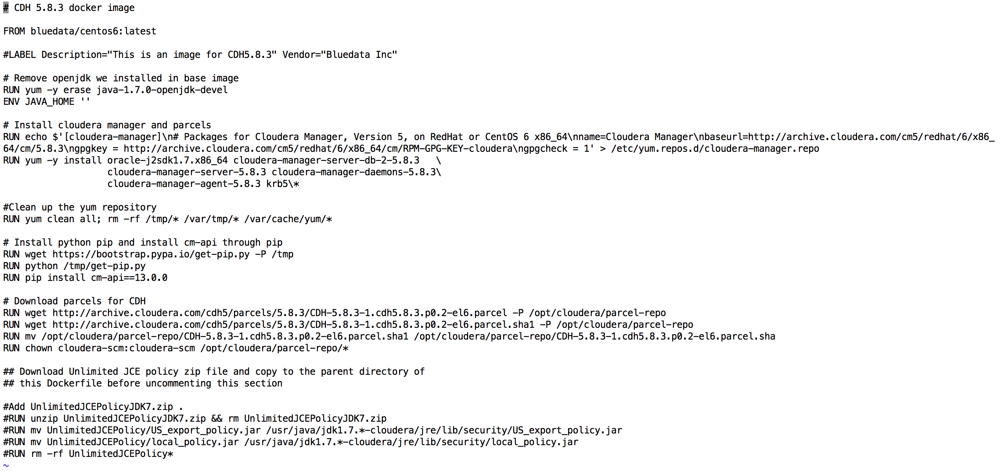 # CDH 5.8.3 docker image
FROM bluedata/centos6:latest
#LABEL Description="This is an image for CDH5.8.3" Vendor="Bluedata Inc"
# Remove openjdk we installed in base image
RUN yum -y erase java-1.7.0-openjdk-devel
ENV JAVA_HOME ''
# Install cloudera manager and parcels
RUN echo $'[cloudera-manager]\n# Packages for Cloudera Manager, Version 5, on RedHat or CentOS 6 x86_64\nname=Cloudera Manager\nbaseurl=http://archive.cloudera.com/cm5/redhat/6/x86_
64/cm/5.8.3\ngpgkey = http://archive.cloudera.com/cm5/redhat/6/x86_64/cm/RPM-GPG-KEY-cloudera\ngpgcheck = 1' > /etc/yum.repos.d/cloudera-manager.repo
RUN yum -y install oracle-j2sdk1.7.x86_64 cloudera-manager-server-db-2-5.8.3   \
                   cloudera-manager-server-5.8.3 cloudera-manager-daemons-5.8.3\
                   cloudera-manager-agent-5.8.3 krb5\*
#Clean up the yum repository
RUN yum clean all; rm -rf /tmp/* /var/tmp/* /var/cache/yum/*
# Install python pip and install cm-api through pip
RUN wget https://bootstrap.pypa.io/get-pip.py -P /tmp
RUN python /tmp/get-pip.py
RUN pip install cm-api==13.0.0
# Download parcels for CDH
RUN wget http://archive.cloudera.com/cdh5/parcels/5.8.3/CDH-5.8.3-1.cdh5.8.3.p0.2-el6.parcel -P /opt/cloudera/parcel-repo
RUN wget http://archive.cloudera.com/cdh5/parcels/5.8.3/CDH-5.8.3-1.cdh5.8.3.p0.2-el6.parcel.sha1 -P /opt/cloudera/parcel-repo
RUN mv /opt/cloudera/parcel-repo/CDH-5.8.3-1.cdh5.8.3.p0.2-el6.parcel.sha1 /opt/cloudera/parcel-repo/CDH-5.8.3-1.cdh5.8.3.p0.2-el6.parcel.sha
RUN chown cloudera-scm:cloudera-scm /opt/cloudera/parcel-repo/*
## Download Unlimited JCE policy zip file and copy to the parent directory of
## this Dockerfile before uncommenting this section
#Add UnlimitedJCEPolicyJDK7.zip .
#RUN unzip UnlimitedJCEPolicyJDK7.zip && rm UnlimitedJCEPolicyJDK7.zip
#RUN mv UnlimitedJCEPolicy/US_export_policy.jar /usr/java/jdk1.7.*-cloudera/jre/lib/security/US_export_policy.jar
#RUN mv UnlimitedJCEPolicy/local_policy.jar /usr/java/jdk1.7.*-cloudera/jre/lib/security/local_policy.jar
#RUN rm -rf UnlimitedJCEPolicy*
~